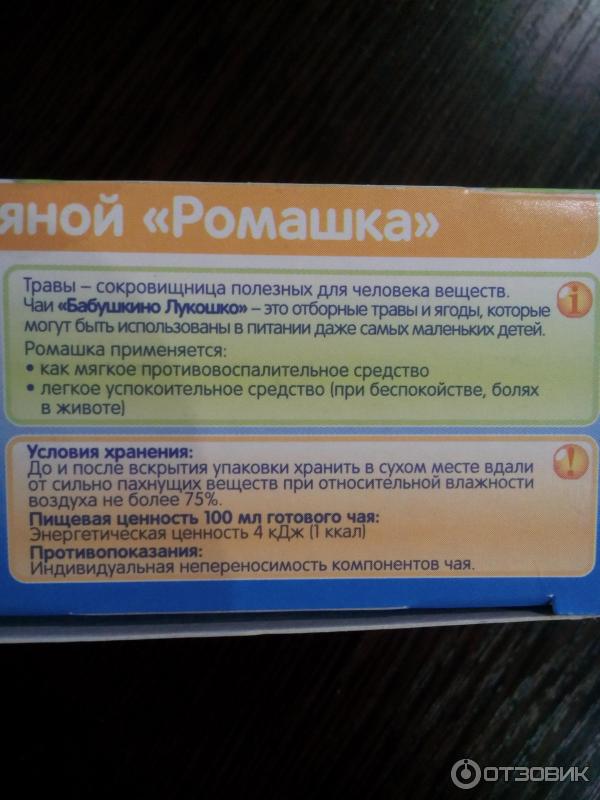 яной «Ромашка»
Травы – сокровищница полезных для человека веществ.
Чаи «Бабушкино Лукошко» – это отборные травы и ягоды, которые
могут быть использованы в питании даже самых маленьких детей.
Ромашка применяется:
• как мягкое противовоспалительное средство
• легкое успокоительное средство (при беспокойстве, болях
в животе)
Условия хранения:
До и после вскрытия упаковки хранить в сухом месте вдали
от сильно пахнущих веществ при относительной влажности
воздуха не более 75%.
Пищевая ценность 100 мл готового чая:
Энергетическая ценность 4 кДж (1 ккал)
Противопоказания:
Индивидуальная непереносимость компонентов чая.
ОТЗОВИК